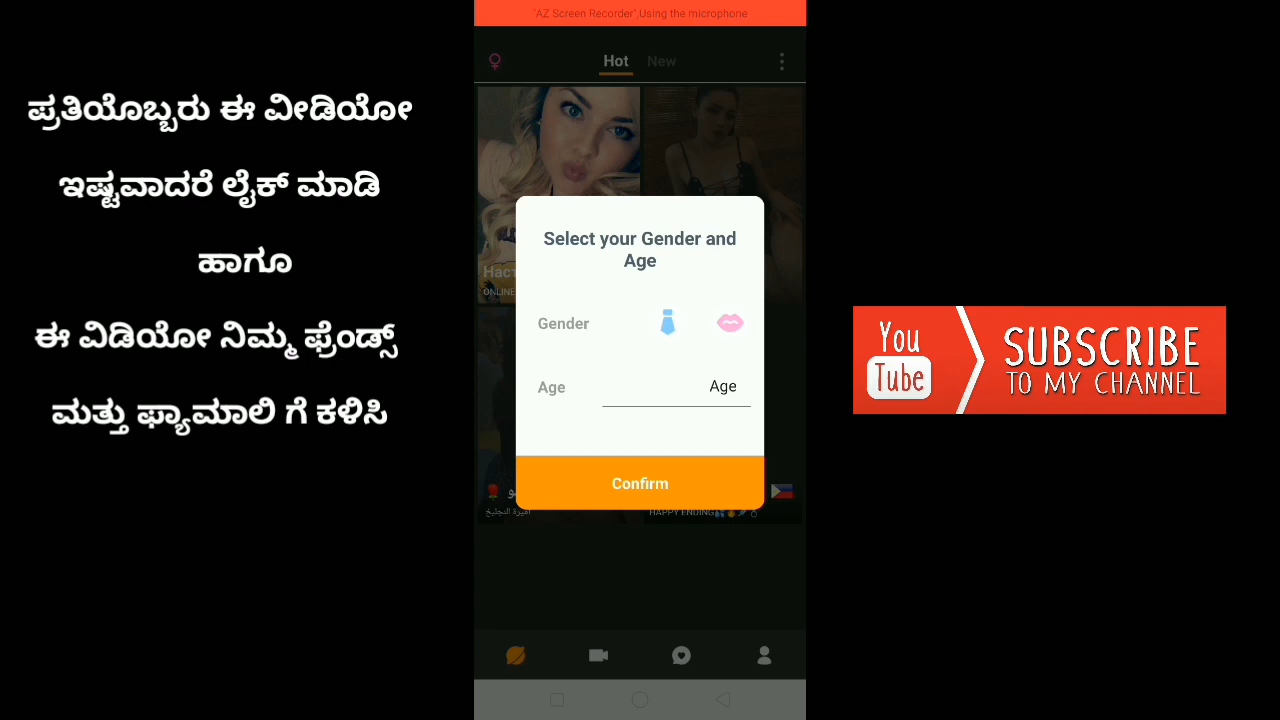 "AZ Screen Recorder".Using the microphone
Hot New
ಪ್ರತಿಯೊಬ್ಬರು ಈ ವೀಡಿಯೋ
ಇಷ್ಟವಾದರೆ ಲೈಕ್ ಮಾಡಿ
ಹಾಗೂ
ಈ ವಿಡಿಯೋ ನಿಮ್ಮ ಫ್ರೆಂಡ್ಸ್
ಮತ್ತು ಫ್ಯಾಮಾಲಿ ಗೆ ಕಳಿಸಿ
Select your Gender and
Age
Gender
Age Age
Confirm
Наст
ONLINE
HAPPY ENDING
You
Tube
SUBSCRIBE
TO MY CHANNEL